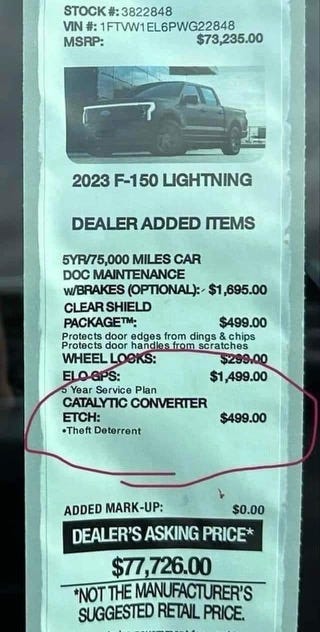 STOCK#: 3822848
VIN #: 1FTVW1EL6PWG22848
MSRP: $73,235.00
2023 F-150 LIGHTNING
DEALER ADDED ITEMS
5YR/75,000 MILES CAR
DOC MAINTENANCE
w/BRAKES (OPTIONAL): $1,695.00
CLEAR SHIELD
PACKAGE™: $499.00
Protects door edges from dings & chips
Protects door handles from scratches
WHEEL LOCKS: $299.00
ELO GPS: $1,499.00
5 Year Service Plan
CATALYTIC CONVERTER
ETCH: $499.00
•Theft Deterrent
ADDED MARK-UP: $0.00
DEALER'S ASKING PRICE*
$77,726.00
*NOT THE MANUFACTURER'S
SUGGESTED RETAIL PRICE.